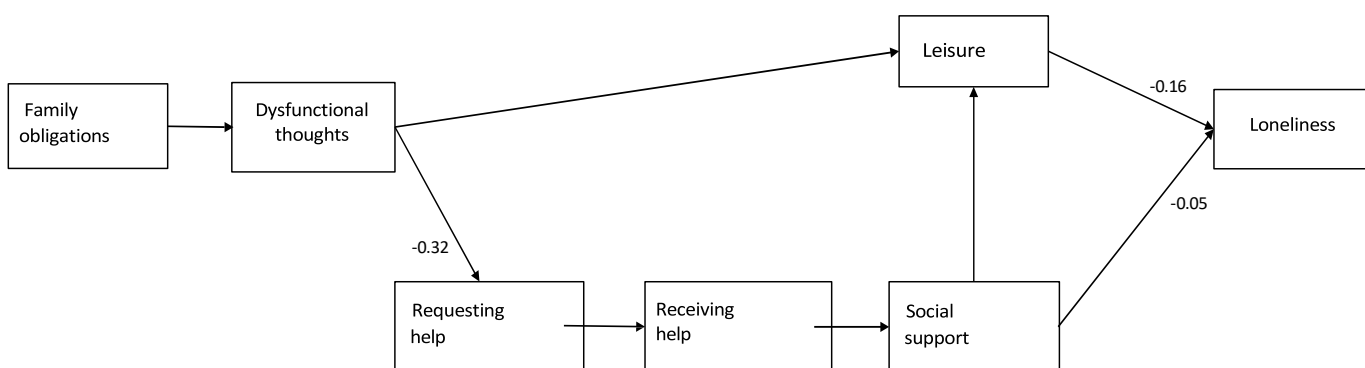 Leisure
-0.16
Family
obligations
Dysfunctional
thoughts
Loneliness
-0.05
-0.32
Requesting
help
Receiving
help
Social
support